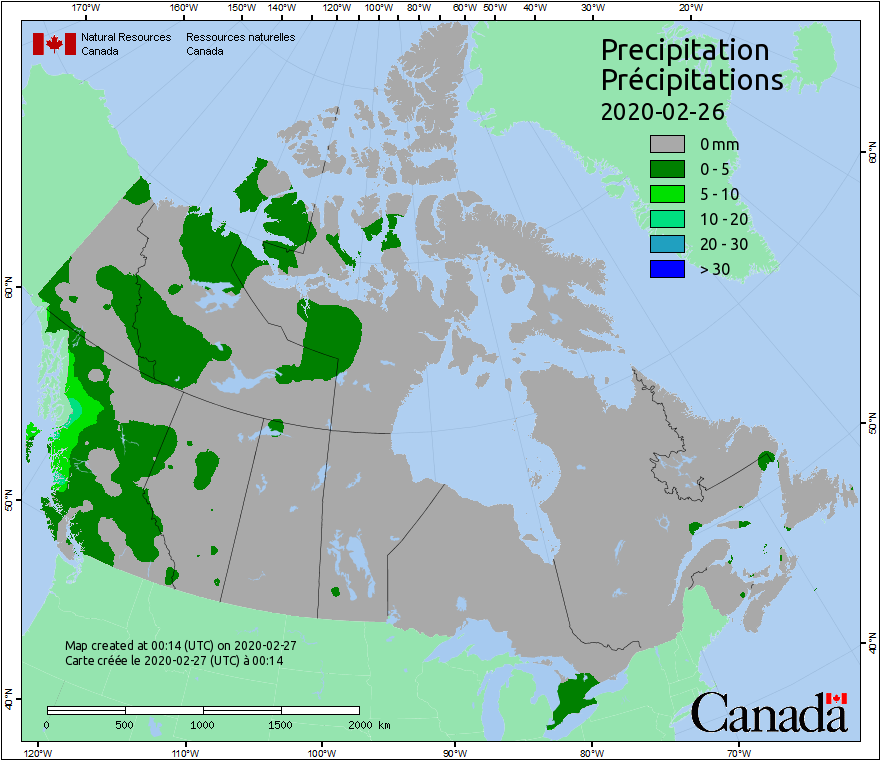 170°W 160°W 150°W 140°W 120°W 100°W 80°W 60°W 50°W 40°W 30°W 20°W
Natural Resources Canada
Ressources naturelles Canada
Precipitation
Précipitations
2020-02-26
0 mm
0 - 5
5 - 10
10 - 20
20 - 30
> 30
60°N
50°N
40°N
60°N
50°N
40°N
Map created at 00:14 (UTC) on 2020-02-27
Carte créée le 2020-02-27 (UTC) à 00:14
0 500 1000 1500 2000 km
Canada
120°W 110°W 100°W 90°W 80°W 70°W